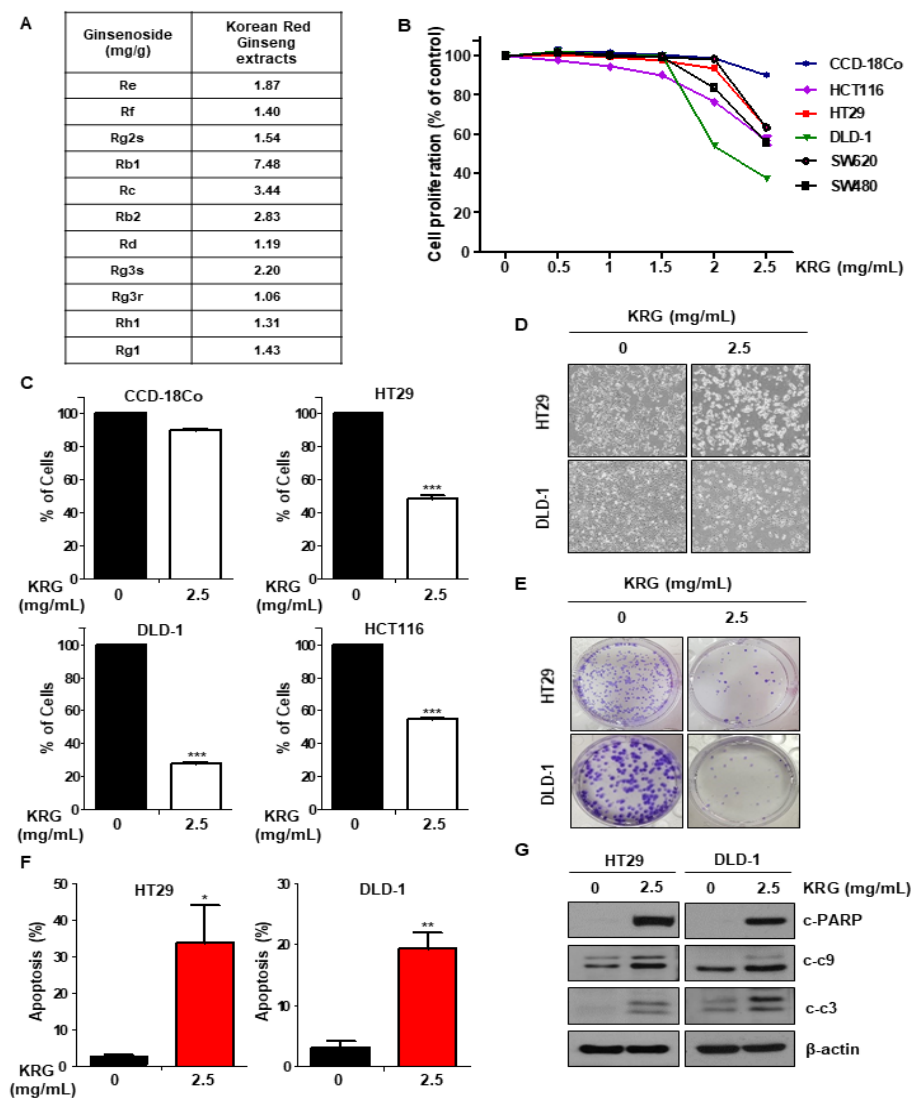 A
Ginsenoside (mg/g) Korean Red Ginseng extracts
Re 1.87
Rf 1.40
Rg2s 1.54
Rb1 7.48
Rc 3.44
Rb2 2.83
Rd 1.19
Rg3s 2.20
Rg3r 1.06
Rh1 1.31
Rg1 1.43
B
Cell proliferation (% of control)
100
80
60
40
20
0
0 0.5 1 1.5 2 2.5 KRG (mg/mL)
CCD-18Co
HCT116
HT29
DLD-1
SW620
SW480
C
CCD-18Co
% of Cells
100
80
60
40
20
0
KRG (mg/mL) 0 2.5
HT29
% of Cells
100
80
60
40
20
0
***
0 2.5
DLD-1
% of Cells
100
80
60
40
20
0
***
KRG (mg/mL) 0 2.5
HCT116
% of Cells
100
80
60
40
20
0
***
0 2.5
D
KRG (mg/mL)
0 2.5
HT29
DLD-1
E
KRG (mg/mL)
0 2.5
HT29
DLD-1
F
HT29
Apoptosis (%)
50
40
30
20
10
0
*
KRG (mg/mL) 0 2.5
DLD-1
Apoptosis (%)
30
20
10
0
**
0 2.5
G
HT29 DLD-1
0 2.5 0 2.5 KRG (mg/mL)
c-PARP
c-c9
c-c3
β-actin